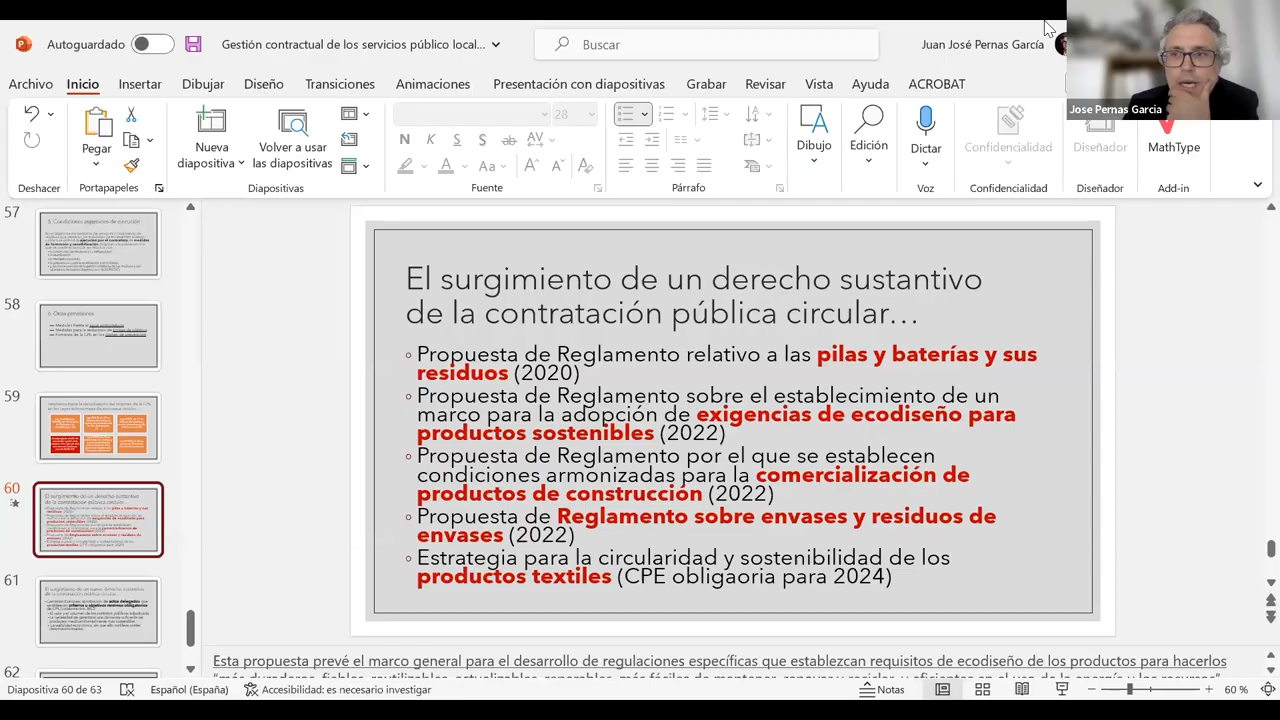 Autoguardado
Gestión contractual de los servicios público local...
Buscar
Juan José Pernas García
Archivo Inicio Insertar Dibujar Diseño Transiciones Animaciones Presentación con diapositivas Grabar Revisar Vista Ayuda ACROBAT
Jose Pernas Garcia
28
Pegar
Nueva diapositiva
Volver a usar las diapositivas
N K S S ab AV
Aa A A
Dibujo
Edición
Dictar
Confidencialidad
Diseñador
MathType
Deshacer Portapapeles Diapositivas Fuente Párrafo Voz Confidencialidad Diseñador Add-in
57
58
59
60
61
62
El surgimiento de un derecho sustantivo
de la contratación pública circular...
Propuesta de Reglamento relativo a las pilas y baterías y sus
residuos (2020)
Propuesta de Reglamento sobre el establecimiento de un
marco para la adopción de exigencias de ecodiseño para
productos sostenibles (2022)
Propuesta de Reglamento por el que se establecen
condiciones armonizadas para la comercialización de
productos de construcción (2022)
Propuesta de Reglamento sobre envases y residuos de
envases (2022)
Estrategia para la circularidad y sostenibilidad de los
productos textiles (CPE obligaoria para 2024)
Esta propuesta prevé el marco general para el desarrollo de regulaciones específicas que establezcan requisitos de ecodiseño de los productos para hacerlos
Diapositiva 60 de 63
Español (España)
Accesibilidad: es necesario investigar
Notas
60 %